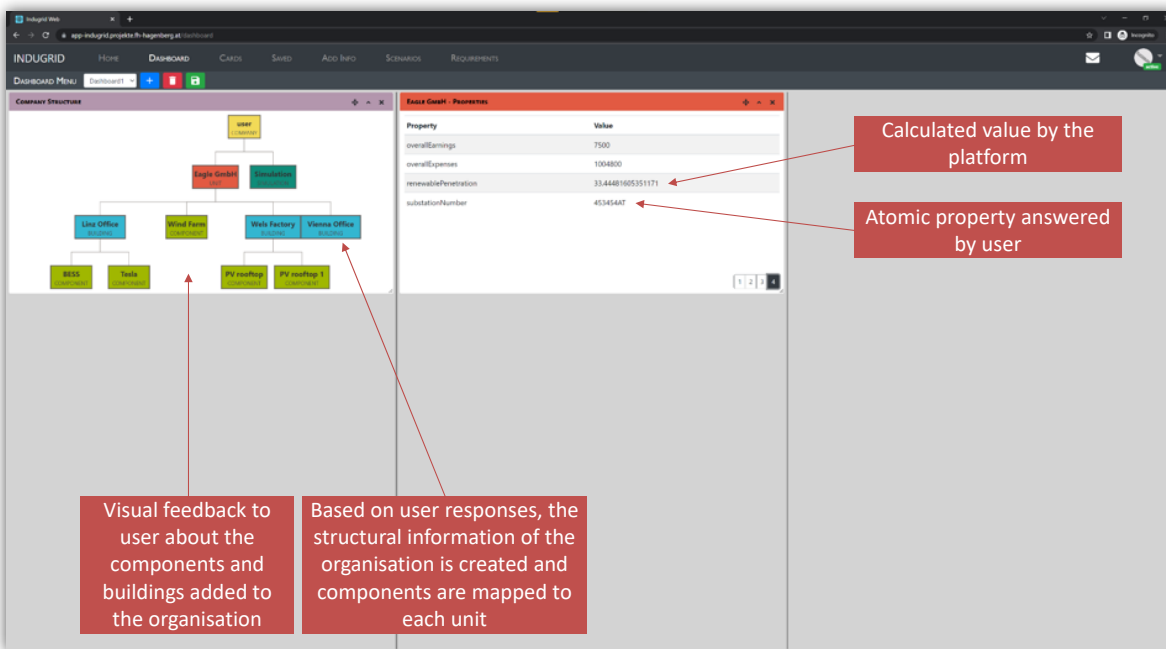 Indugrid Web
app-indugrid.projekte.fh-hagenberg.at/dashboard
Incognito
INDUGRID Home Dashboard Cards Saved Add Info Scenarios Requirements
active
Dashboard Menu Dashboard1
Company Structure
user
COMPANY
Eagle GmbH
UNIT
Simulation
Linz Office
BUILDING
Wind Farm
COMPONENT
Wels Factory
BUILDING
Vienna Office
BUILDING
BESS
COMPONENT
Tesla
COMPONENT
PV rooftop
COMPONENT
PV rooftop 1
COMPONENT
Eagle GmbH - Properties
Property Value
overallEarnings 7500
overallExpenses 1004800
renewablePenetration 33.44481605351171
substationNumber 453454AT
1 2 3 4
Calculated value by the
platform
Atomic property answered
by user
Visual feedback to
user about the
components and
buildings added to
the organisation
Based on user responses, the
structural information of the
organisation is created and
components are mapped to
each unit